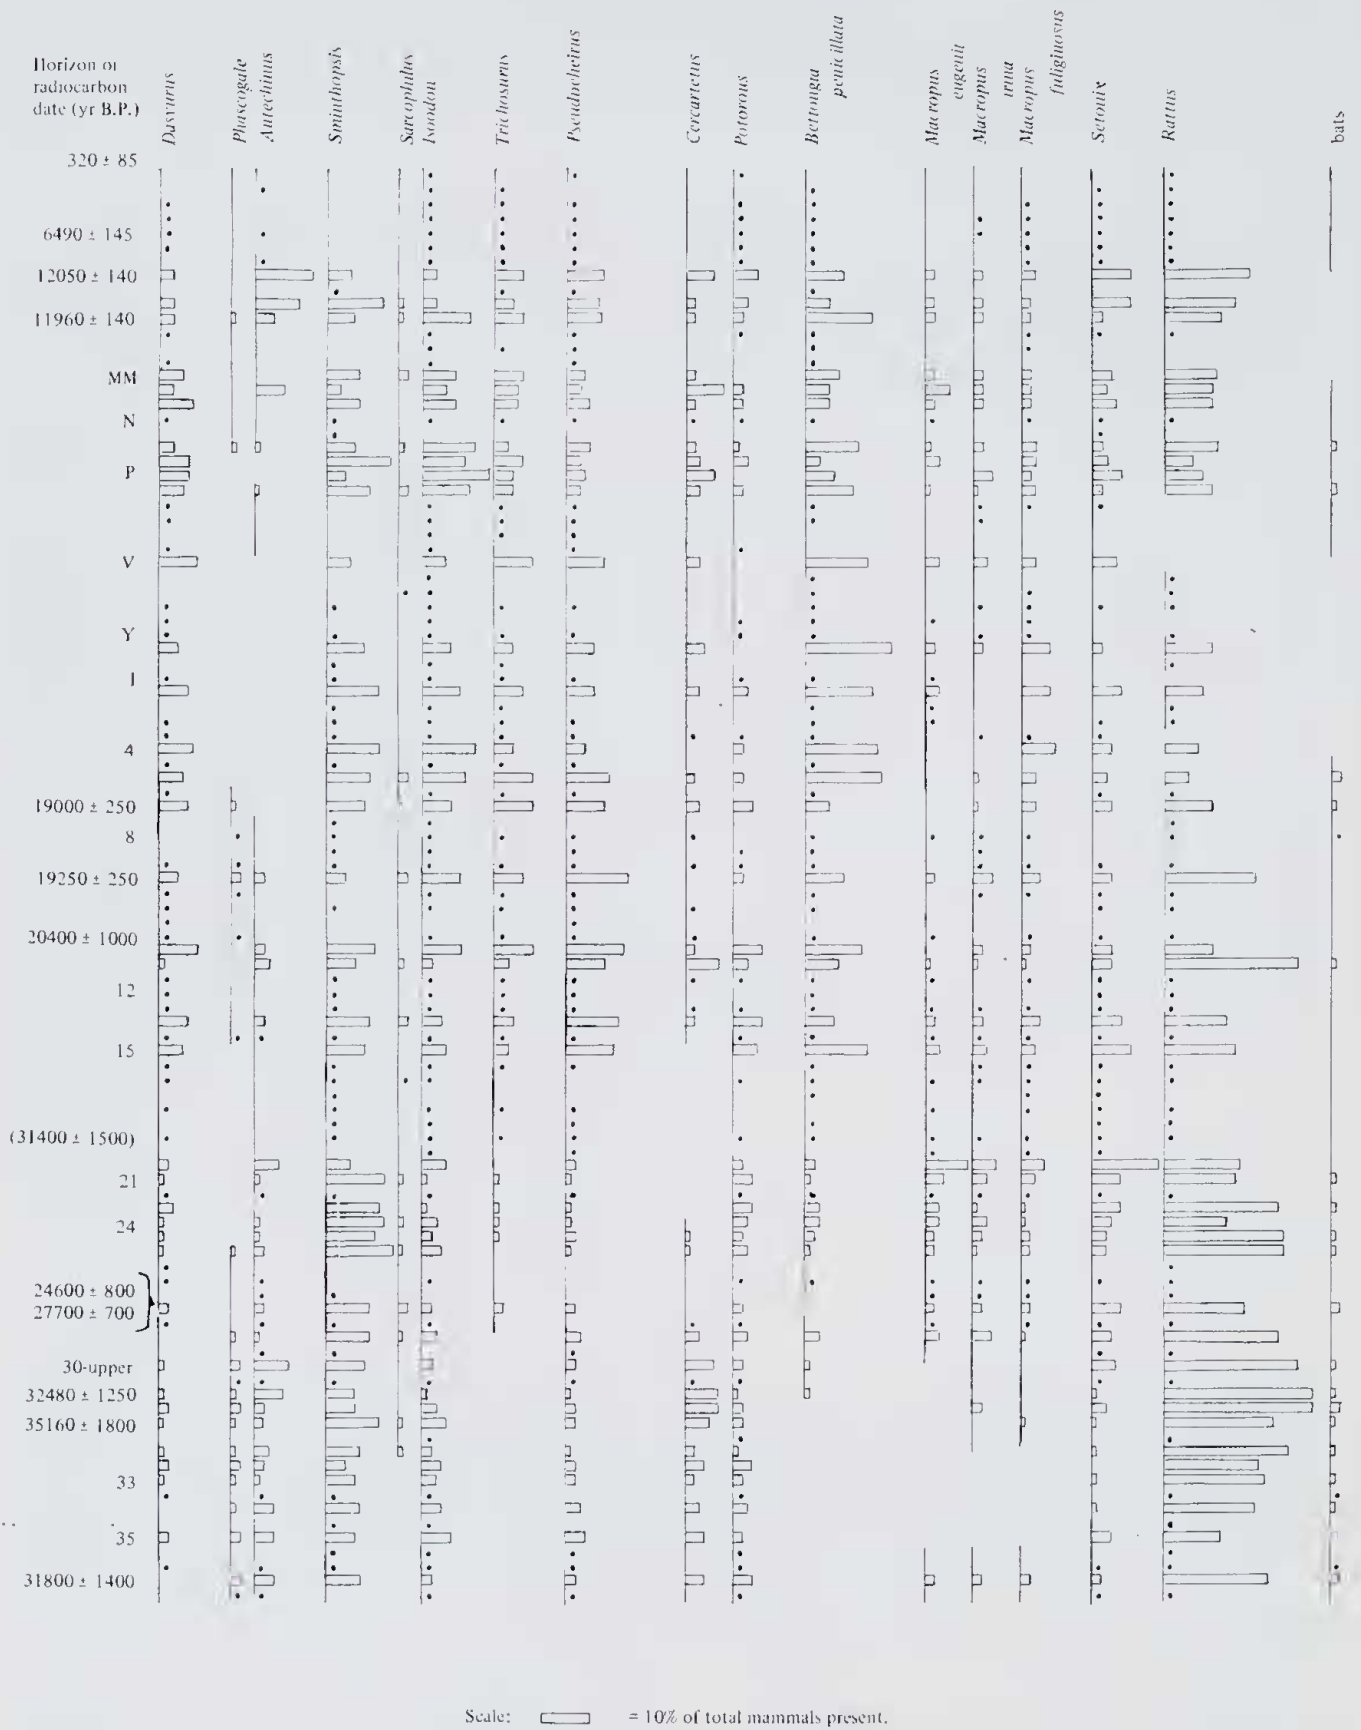 Horizon or
radiocarbon
date (yr B.P.)
Dasyurus
Phascogale
Antechinus
Sminthopsis
Sarcophilus
Isoodon
Trichosurus
Pseudocheirus
Cercartetus
Potorous
Bettongia
penicillata
Macropus
eugenii
Macropus
irma
Macropus
fuliginosus
Setonix
Rattus
bats
320 ± 85
6490 ± 145
12050 ± 140
11960 ± 140
MM
N
P
V
Y
1
4
19000 ± 250
8
19250 ± 250
20400 ± 1000
12
15
(31400 ± 1500)
21
24
24600 ± 800
27700 ± 700
30-upper
32480 ± 1250
35160 ± 1800
33
35
31800 ± 1400
Scale: = 10% of total mammals present.